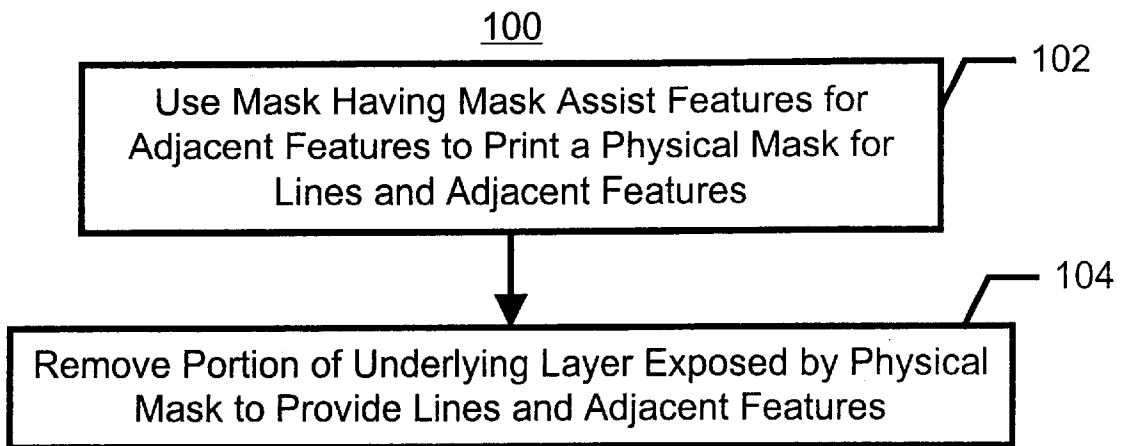 100
102
Use Mask Having Mask Assist Features for
Adjacent Features to Print a Physical Mask for
Lines and Adjacent Features
104
Remove Portion of Underlying Layer Exposed by Physical
Mask to Provide Lines and Adjacent Features